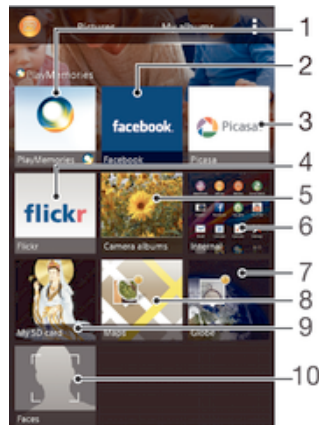 Pictures
My albums
PlayMemories
1
2
facebook.
Picasa
3
PlayMemories
Facebook
Picasa
4
flickr
5
6
Flickr
Camera albums
Internal
7
8
My SD card
Maps
Globe
9
10
Faces